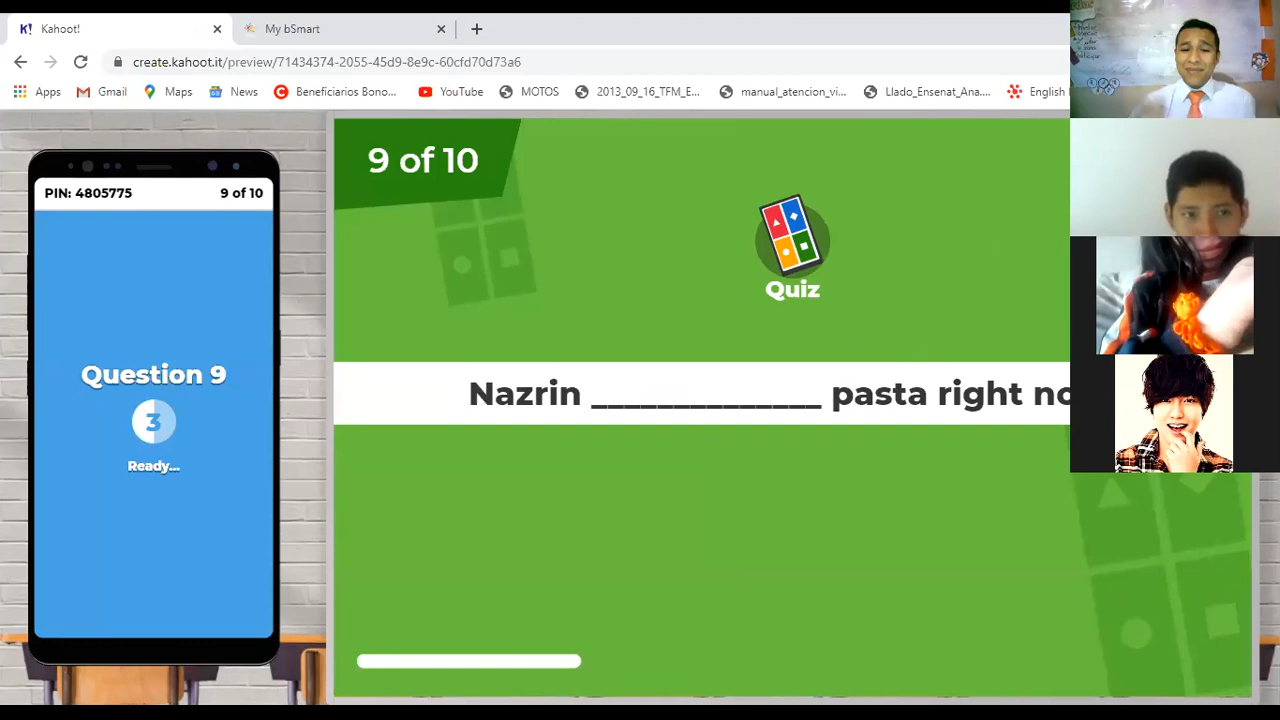 Kahoot!
My bSmart
create.kahoot.it/preview/71434374-2055-4fd9-8e9c-60cfd70d73a6
Apps
Gmail
Maps
News
Beneficiarios Bono...
YouTube
MOTOS
2013_09_16_TFM_E...
manual_atencion_vi...
Llado_Ensenat_Ana....
English
PIN: 4805775
9 of 10
Question 9
3
Ready...
9 of 10
Quiz
Nazrin ______________ pasta right no